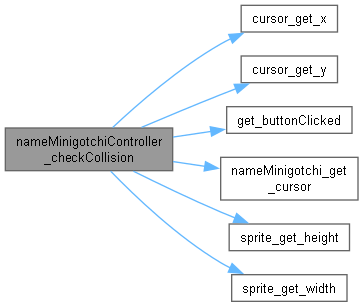 cursor_get_x
cursor_get_y
get_buttonClicked
nameMinigotchiController
_checkCollision
nameMinigotchi_get
_cursor
sprite_get_height
sprite_get_width